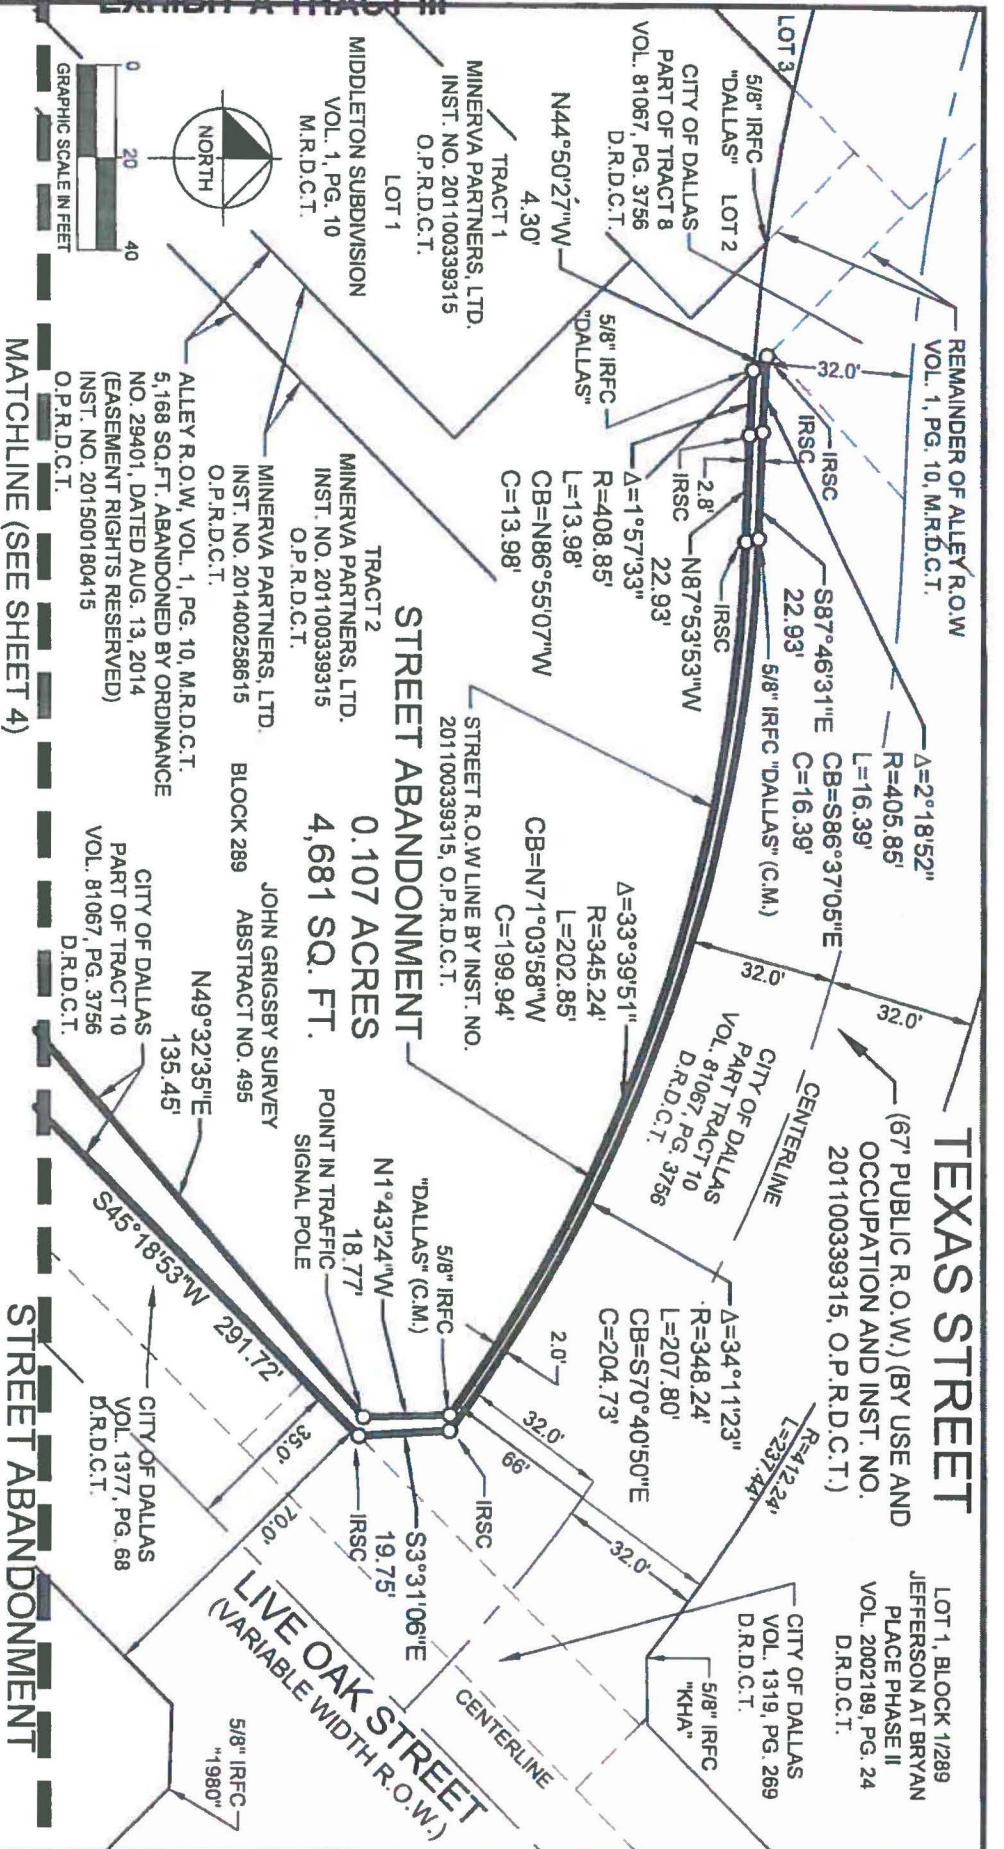 EXHIBIT A TRACT III
LOT 3
5/8" IRFC
"DALLAS"
LOT 2
CITY OF DALLAS
PART OF TRACT 8
VOL. 81067, PG. 3756
D.R.D.C.T.
N44°50'27"W
4.30'
TRACT 1
MINERVA PARTNERS, LTD.
INST. NO. 201100339315
O.P.R.D.C.T.
LOT 1
MIDDLETON SUBDIVISION
VOL. 1, PG. 10
M.R.D.C.T.
NORTH
0
20
40
GRAPHIC SCALE IN FEET
REMAINDER OF ALLEY R.O.W
VOL. 1, PG. 10, M.R.D.C.T.
32.0'
IRSC
IRSC
5/8" IRFC
"DALLAS"
2.8'
IRSC
IRSC
Δ=2°18'52"
R=405.85'
L=16.39'
CB=S86°37'05"E
C=16.39'
S87°46'31"E
22.93'
5/8" IRFC "DALLAS" (C.M.)
N87°53'53"W
22.93'
Δ=1°57'33"
R=408.85'
L=13.98'
CB=N86°55'07"W
C=13.98'
TRACT 2
MINERVA PARTNERS, LTD.
INST. NO. 201100339315
O.P.R.D.C.T.
MINERVA PARTNERS, LTD.
INST. NO. 201400258615
O.P.R.D.C.T.
ALLEY R.O.W, VOL. 1, PG. 10, M.R.D.C.T.
5,168 SQ.FT. ABANDONED BY ORDINANCE
NO. 29401, DATED AUG. 13, 2014
(EASEMENT RIGHTS RESERVED)
INST. NO. 201500180415
O.P.R.D.C.T.
STREET R.O.W LINE BY INST. NO.
201100339315, O.P.R.D.C.T.
STREET ABANDONMENT
0.107 ACRES
4,681 SQ. FT.
Δ=33°39'51"
R=345.24'
L=202.85'
CB=N71°03'58"W
C=199.94'
JOHN GRIGSBY SURVEY
ABSTRACT NO. 495
BLOCK 289
CITY OF DALLAS
PART OF TRACT 10
VOL. 81067, PG. 3756
D.R.D.C.T.
N49°32'35"E
135.45'
32.0'
32.0'
CENTERLINE
CITY OF DALLAS
PART TRACT 10
VOL. 81067, PG. 3756
D.R.D.C.T.
TEXAS STREET
(67' PUBLIC R.O.W.) (BY USE AND
OCCUPATION AND INST. NO.
201100339315, O.P.R.D.C.T.)
Δ=34°11'23"
R=348.24'
L=207.80'
CB=S70°40'50"E
C=204.73'
R=412.24'
L=237.44'
2.0'
32.0'
66'
32.0'
5/8" IRFC
"DALLAS" (C.M.)
N1°43'24"W
18.77'
POINT IN TRAFFIC
SIGNAL POLE
IRSC
S3°31'06"E
19.75'
IRSC
S45°18'53"W 291.72'
35.0'
70.0'
CITY OF DALLAS
VOL. 1377, PG. 68
D.R.D.C.T.
LIVE OAK STREET
(VARIABLE WIDTH R.O.W.)
CENTERLINE
LOT 1, BLOCK 1/289
JEFFERSON AT BRYAN
PLACE PHASE II
VOL. 2002189, PG. 24
D.R.D.C.T.
CITY OF DALLAS
VOL. 1319, PG. 269
D.R.D.C.T.
5/8" IRFC
"KHA"
5/8" IRFC
"1980"
MATCHLINE (SEE SHEET 4)
STREET ABANDONMENT